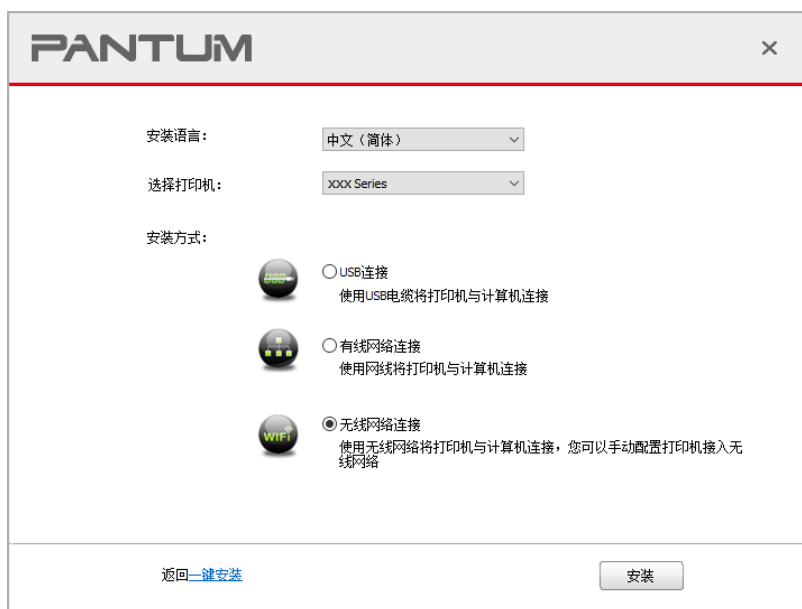 PANTUM
安装语言：
中文（简体）
选择打印机：
XXX Series
安装方式：
USB
USB连接
使用USB电缆将打印机与计算机连接
有线网络连接
使用网线将打印机与计算机连接
WiFi
无线网络连接
使用无线网络将打印机与计算机连接，您可以手动配置打印机接入无
线网络
返回一键安装
安装